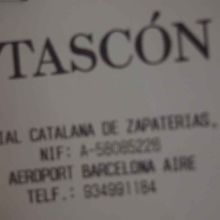 TASCÓN
IAL CATALANA DE ZAPATERIAS,
NIF: A-58085228
AEROPORT BARCELONA AIRE
TELF.: 934991184